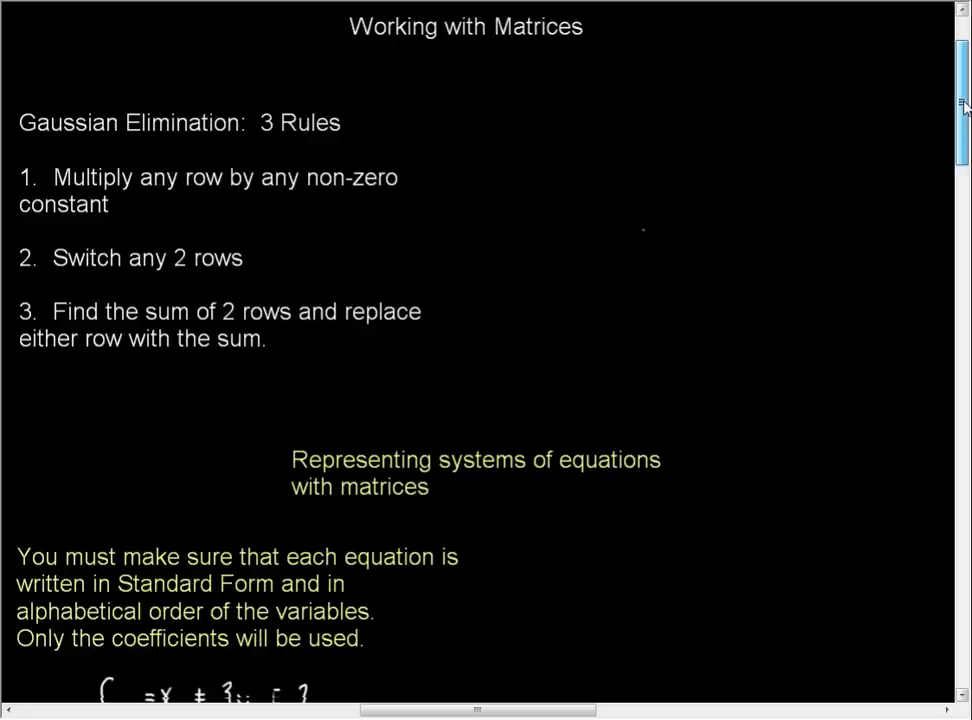 Working with Matrices
Gaussian Elimination:  3 Rules
1.  Multiply any row by any non-zero
constant
2.  Switch any 2 rows
3.  Find the sum of 2 rows and replace
either row with the sum.
Representing systems of equations
with matrices
You must make sure that each equation is
written in Standard Form and in
alphabetical order of the variables.
Only the coefficients will be used.